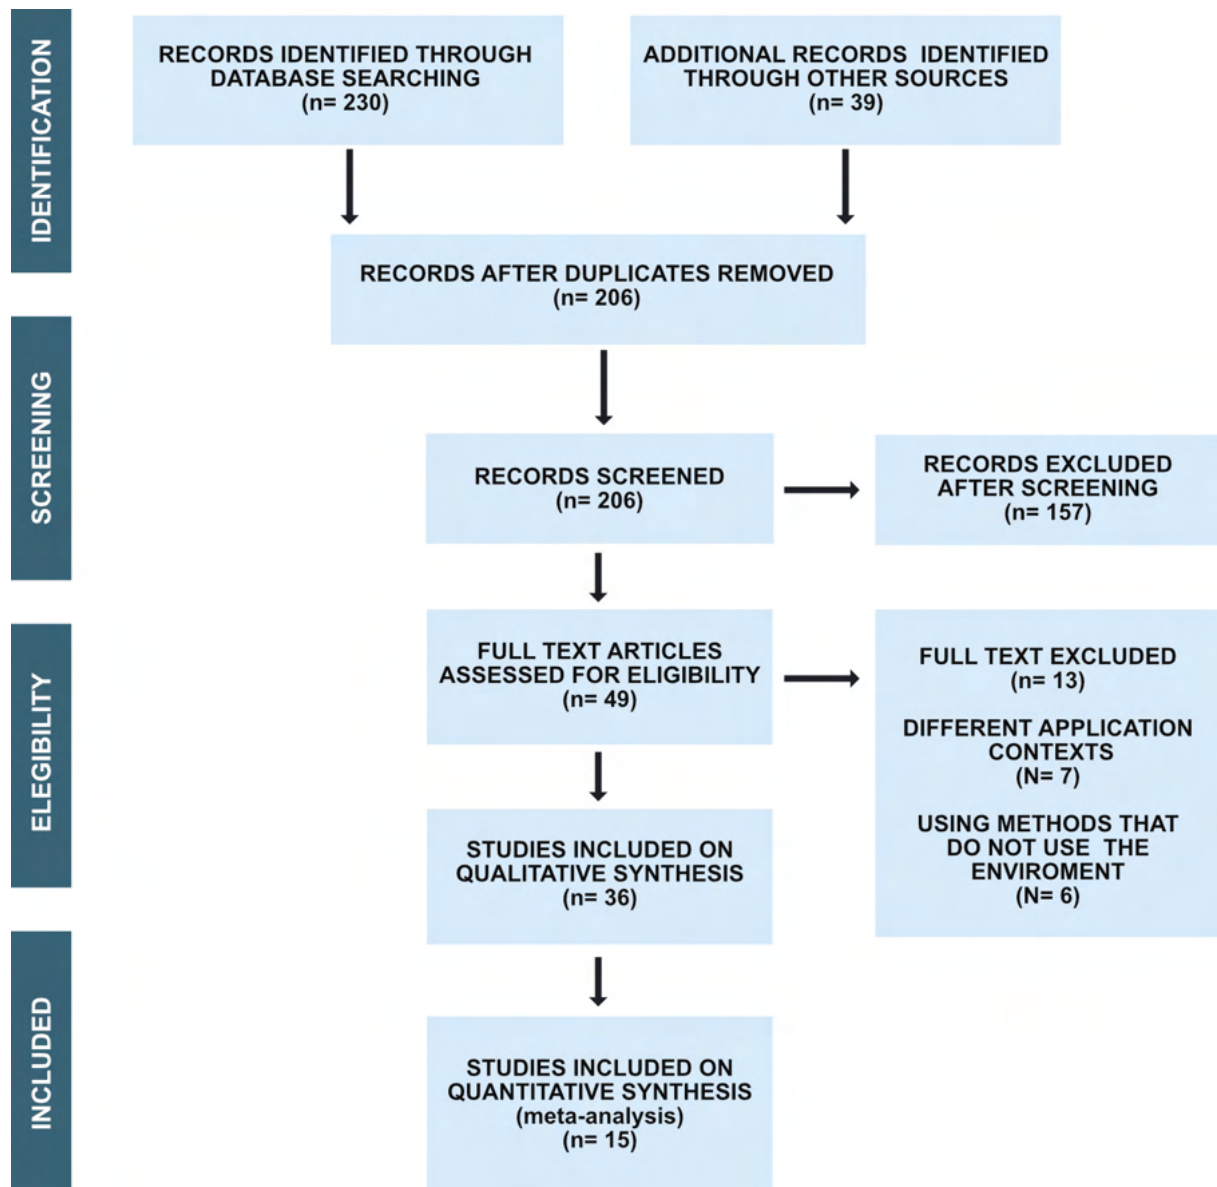 IDENTIFICATION
RECORDS IDENTIFIED THROUGH
DATABASE SEARCHING
(n= 230)
ADDITIONAL RECORDS IDENTIFIED
THROUGH OTHER SOURCES
(n= 39)
RECORDS AFTER DUPLICATES REMOVED
(n= 206)
SCREENING
RECORDS SCREENED
(n= 206)
RECORDS EXCLUDED
AFTER SCREENING
(n= 157)
ELEGIBILITY
FULL TEXT ARTICLES
ASSESSED FOR ELIGIBILITY
(n= 49)
FULL TEXT EXCLUDED
(n= 13)
DIFFERENT APPLICATION
CONTEXTS
(N= 7)
USING METHODS THAT
DO NOT USE THE
ENVIROMENT
(N= 6)
STUDIES INCLUDED ON
QUALITATIVE SYNTHESIS
(n= 36)
INCLUDED
STUDIES INCLUDED ON
QUANTITATIVE SYNTHESIS
(meta-analysis)
(n= 15)